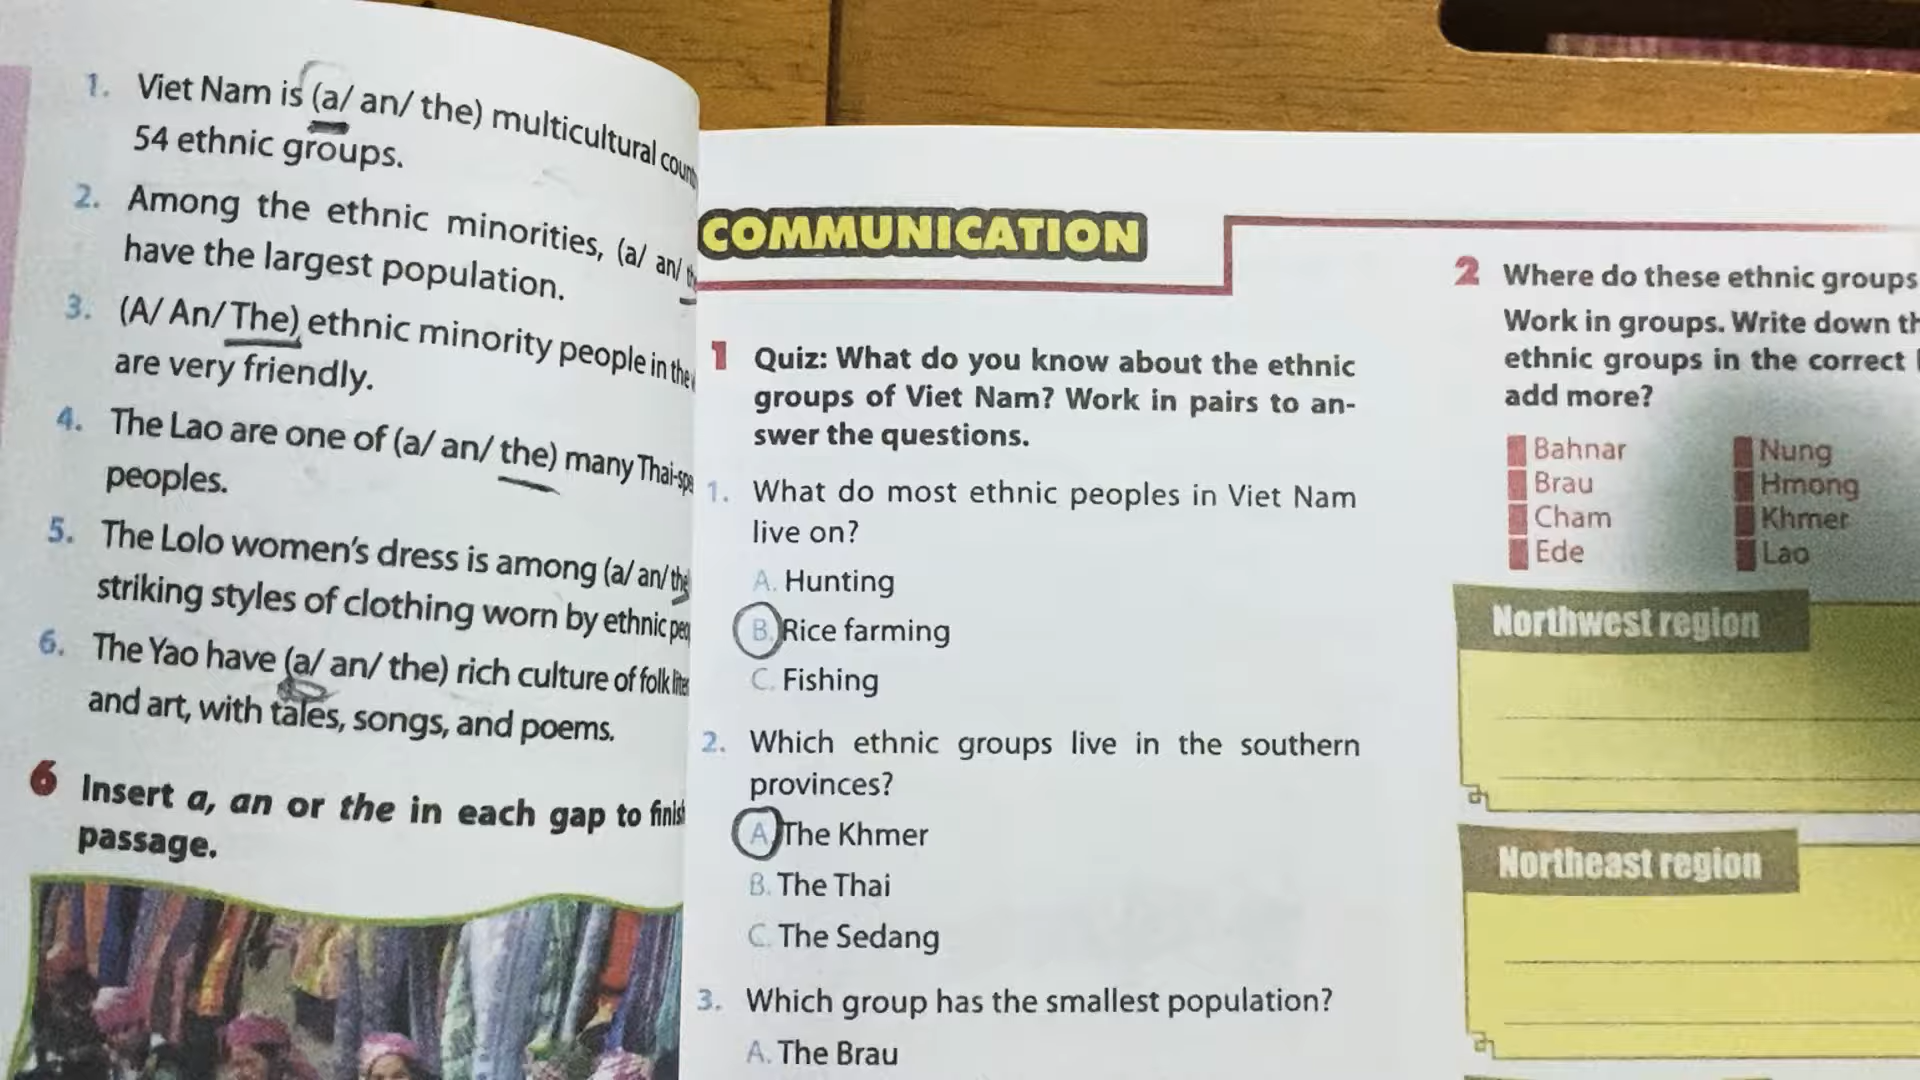 1. Viet Nam is (a/ an/ the) multicultural
54 ethnic groups.
2. Among the ethnic minorities, (a/ an/
have the largest population.
3. (A/ An/ The) ethnic minority people in the
are very friendly.
4. The Lao are one of (a/ an/ the) many
peoples.
5. The Lolo women's dress is among (a/ an/ the
striking styles of clothing worn by ethnic
6. The Yao have (a/ an/ the) rich culture of folk
and art, with tales, songs, and poems.
6 Insert a, an or the in each gap to
passage.
COMMUNICATION
1 Quiz: What do you know about the ethnic
groups of Viet Nam? Work in pairs to an-
swer the questions.
1. What do most ethnic peoples in Viet Nam
live on?
A. Hunting
B. Rice farming
C. Fishing
2. Which ethnic groups live in the southern
provinces?
A. The Khmer
B. The Thai
C. The Sedang
3. Which group has the smallest population?
A. The Brau
2 Where do these ethnic groups
Work in groups. Write down
ethnic groups in the correct
add more?
Bahnar
Brau
Cham
Ede
Nung
Hmong
Khmer
Lao
Northwest region
Northeast region